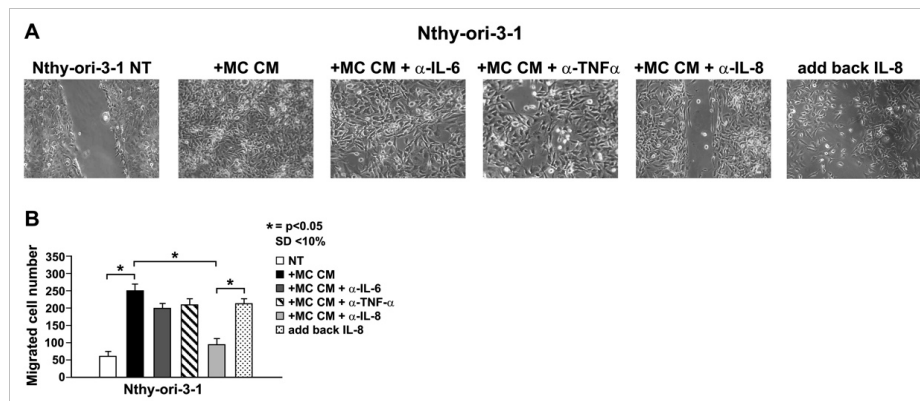 A
Nthy-ori-3-1
Nthy-ori-3-1 NT
+MC CM
+MC CM + α-IL-6
+MC CM + α-TNFα
+MC CM + α-IL-8
add back IL-8
B
* = p<0.05
SD <10%
Migrated cell number
350
300
250
200
150
100
50
0
*
*
*
NT
+MC CM
+MC CM + α-IL-6
+MC CM + α-TNF-α
+MC CM + α-IL-8
add back IL-8
Nthy-ori-3-1